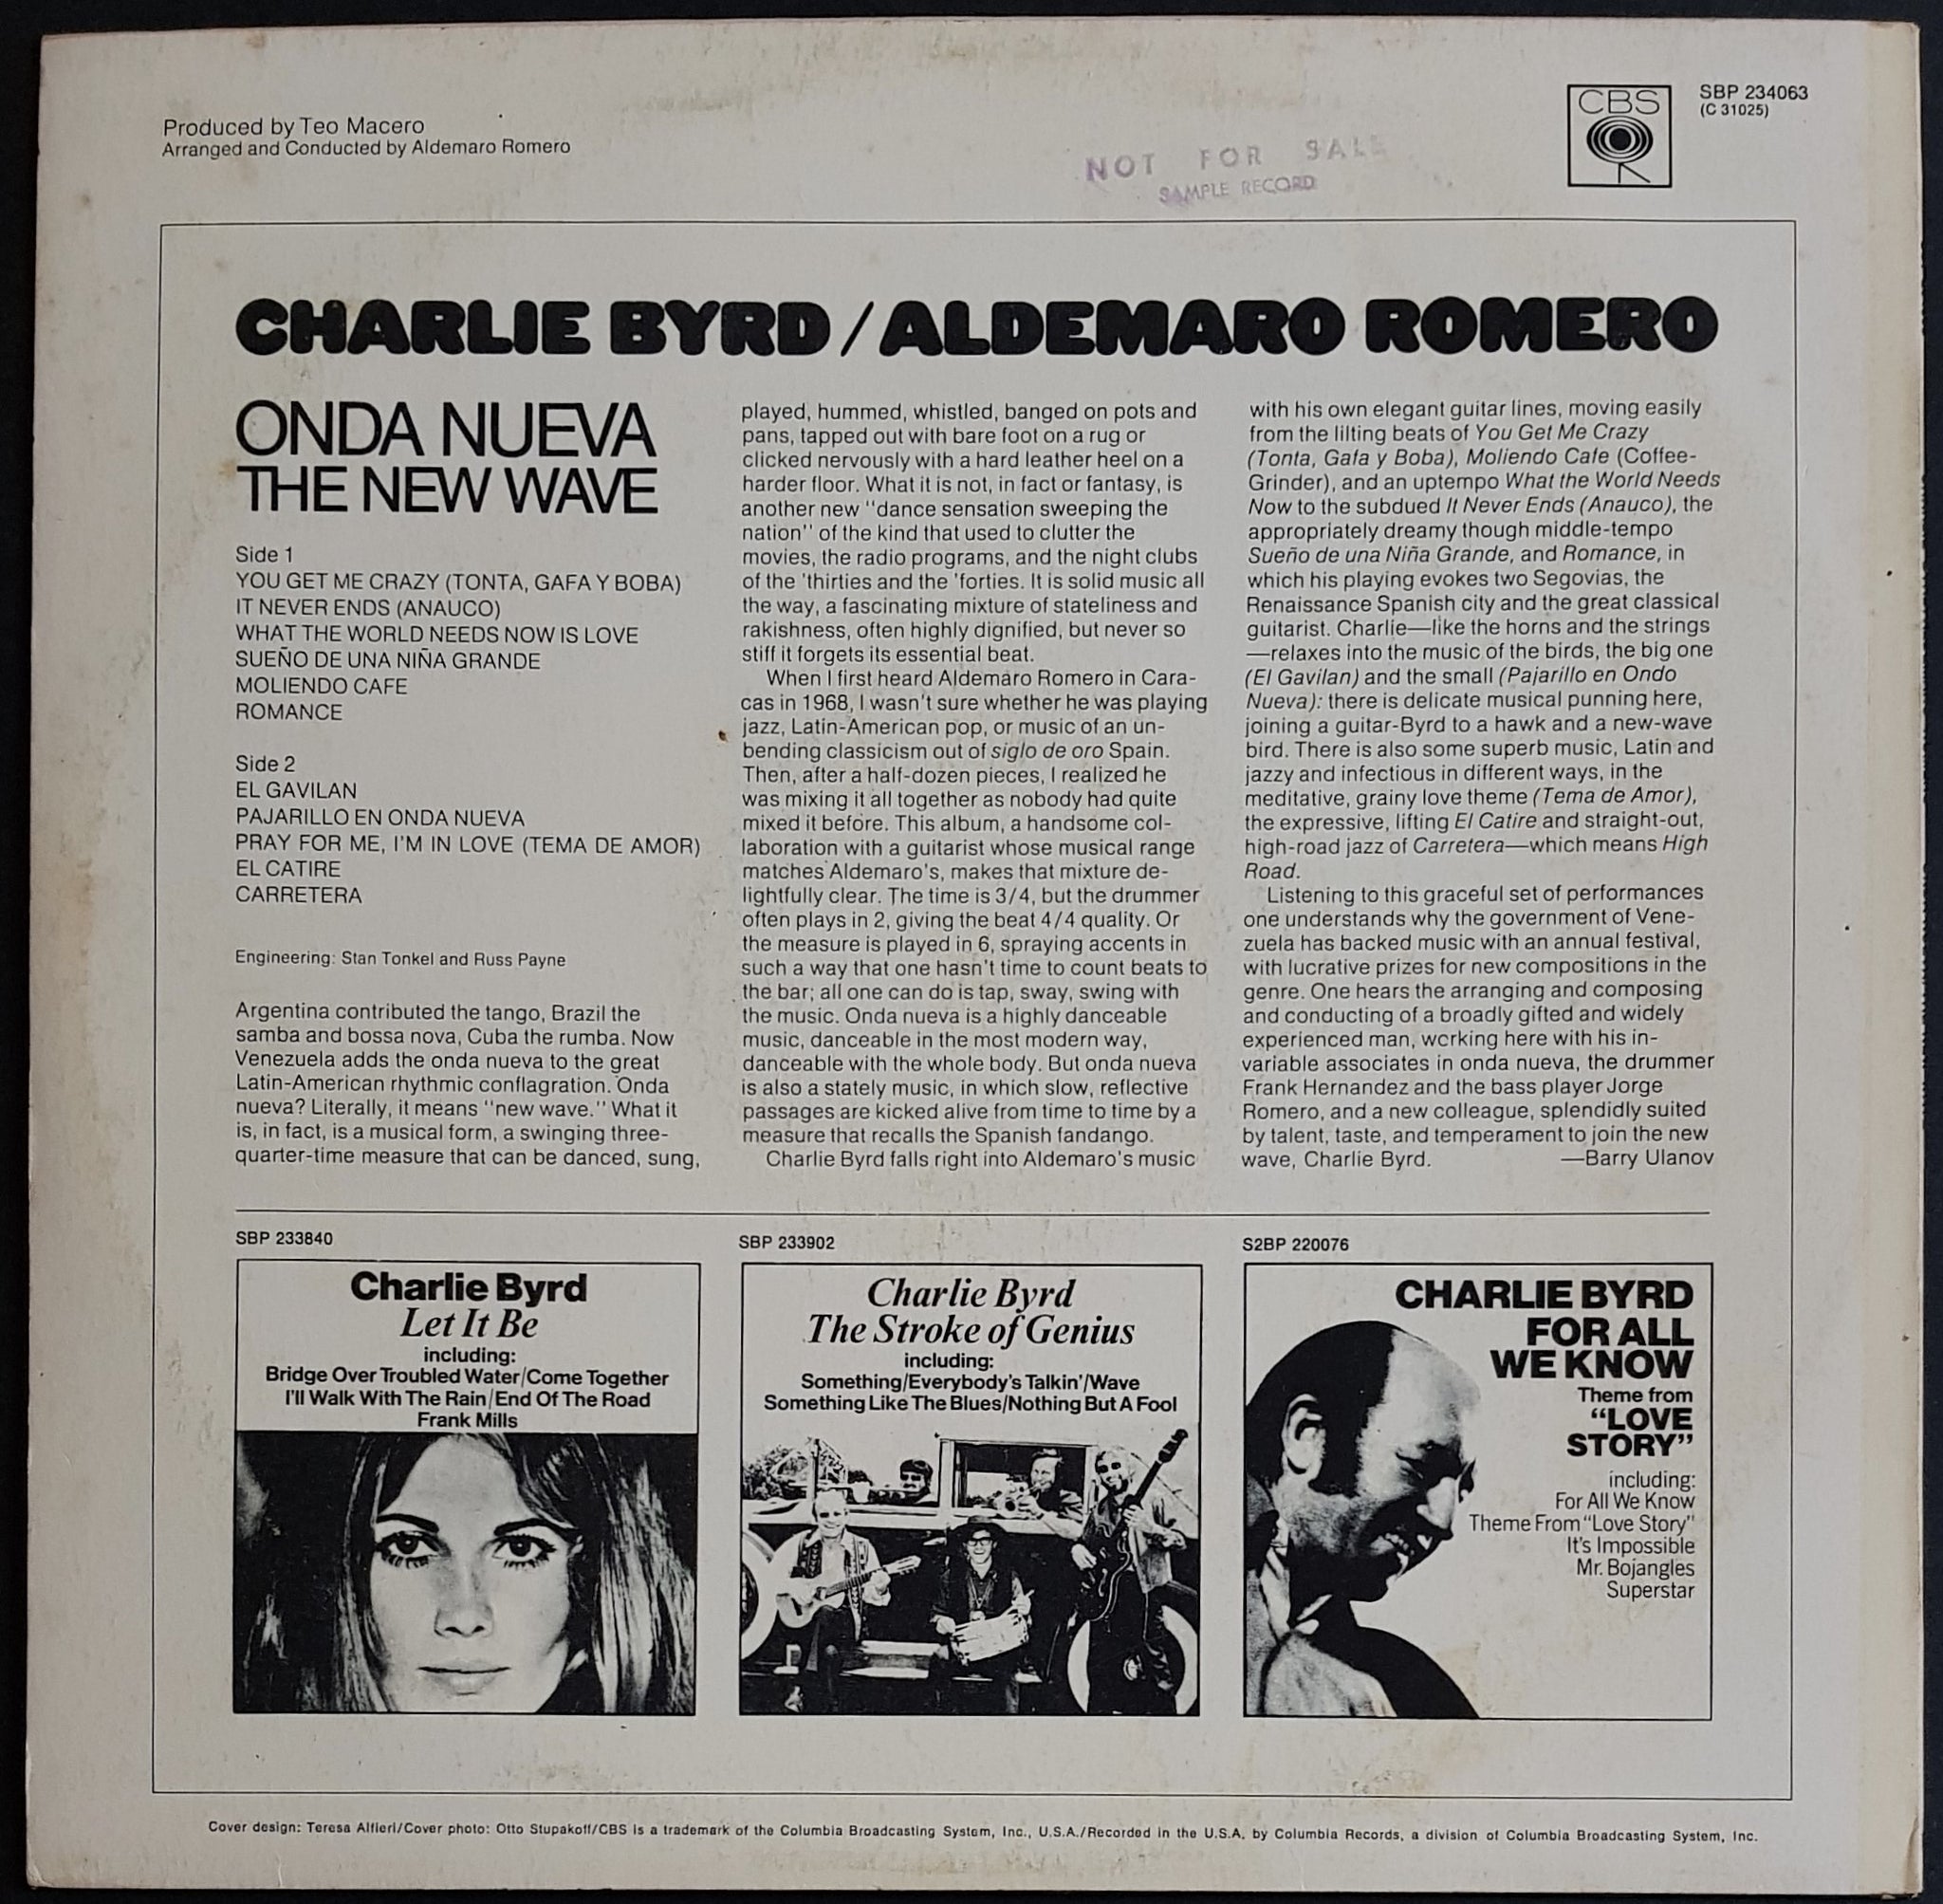 Produced by Teo Macero
Arranged and Conducted by Aldemaro Romero
NOT FOR SALE
SAMPLE RECORD
CBS
SBP 234063
(C 31025)
CHARLIE BYRD/ALDEMARO ROMERO
ONDA NUEVA
THE NEW WAVE
Side 1
YOU GET ME CRAZY (TONTA, GAFA Y BOBA)
IT NEVER ENDS (ANAUCO)
WHAT THE WORLD NEEDS NOW IS LOVE
SUEÑO DE UNA NIÑA GRANDE
MOLIENDO CAFE
ROMANCE
Side 2
EL GAVILAN
PAJARILLO EN ONDA NUEVA
PRAY FOR ME, I'M IN LOVE (TEMA DE AMOR)
EL CATIRE
CARRETERA
Engineering: Stan Tonkel and Russ Payne
Argentina contributed the tango, Brazil the
samba and bossa nova, Cuba the rumba. Now
Venezuela adds the onda nueva to the great
Latin-American rhythmic conflagration. Onda
nueva? Literally, it means "new wave." What it
is, in fact, is a musical form, a swinging three-
quarter-time measure that can be danced, sung,
played, hummed, whistled, banged on pots and
pans, tapped out with bare foot on a rug or
clicked nervously with a hard leather heel on a
harder floor. What it is not, in fact or fantasy, is
another new "dance sensation sweeping the
nation" of the kind that used to clutter the
movies, the radio programs, and the night clubs
of the 'thirties and the 'forties. It is solid music all
the way, a fascinating mixture of stateliness and
rakishness, often highly dignified, but never so
stiff it forgets its essential beat.
When I first heard Aldemaro Romero in Cara-
cas in 1968, I wasn't sure whether he was playing
jazz, Latin-American pop, or music of an un-
bending classicism out of siglo de oro Spain.
Then, after a half-dozen pieces, I realized he
was mixing it all together as nobody had quite
mixed it before. This album, a handsome col-
laboration with a guitarist whose musical range
matches Aldemaro's, makes that mixture de-
lightfully clear. The time is 3/4, but the drummer
often plays in 2, giving the beat 4/4 quality. Or
the measure is played in 6, spraying accents in
such a way that one hasn't time to count beats to
the bar; all one can do is tap, sway, swing with
the music. Onda nueva is a highly danceable
music, danceable in the most modern way,
danceable with the whole body. But onda nueva
is also a stately music, in which slow, reflective
passages are kicked alive from time to time by a
measure that recalls the Spanish fandango.
Charlie Byrd falls right into Aldemaro's music
with his own elegant guitar lines, moving easily
from the lilting beats of You Get Me Crazy
(Tonta, Gafa y Boba), Moliendo Cafe (Coffee-
Grinder), and an uptempo What the World Needs
Now to the subdued It Never Ends (Anauco), the
appropriately dreamy though middle-tempo
Sueño de una Niña Grande, and Romance, in
which his playing evokes two Segovias, the
Renaissance Spanish city and the great classical
guitarist. Charlie—like the horns and the strings
—relaxes into the music of the birds, the big one
(El Gavilan) and the small (Pajarillo en Ondo
Nueva): there is delicate musical punning here,
joining a guitar-Byrd to a hawk and a new-wave
bird. There is also some superb music, Latin and
jazzy and infectious in different ways, in the
meditative, grainy love theme (Tema de Amor),
the expressive, lifting El Catire and straight-out,
high-road jazz of Carretera—which means High
Road.
Listening to this graceful set of performances
one understands why the government of Vene-
zuela has backed music with an annual festival,
with lucrative prizes for new compositions in the
genre. One hears the arranging and composing
and conducting of a broadly gifted and widely
experienced man, working here with his in-
variable associates in onda nueva, the drummer
Frank Hernandez and the bass player Jorge
Romero, and a new colleague, splendidly suited
by talent, taste, and temperament to join the new
wave, Charlie Byrd. —Barry Ulanov
SBP 233840
Charlie Byrd
Let It Be
including:
Bridge Over Troubled Water/Come Together
I'll Walk With The Rain/End Of The Road
Frank Mills
SBP 233902
Charlie Byrd
The Stroke of Genius
including:
Something/Everybody's Talkin'/Wave
Something Like The Blues/Nothing But A Fool
S2BP 220076
CHARLIE BYRD
FOR ALL
WE KNOW
Theme from
"LOVE
STORY"
including:
For All We Know
Theme From "Love Story"
It's Impossible
Mr. Bojangles
Superstar
Cover design: Teresa Alfieri/Cover photo: Otto Stupakoff/CBS is a trademark of the Columbia Broadcasting System, Inc., U.S.A./Recorded in the U.S.A. by Columbia Records, a division of Columbia Broadcasting System, Inc.